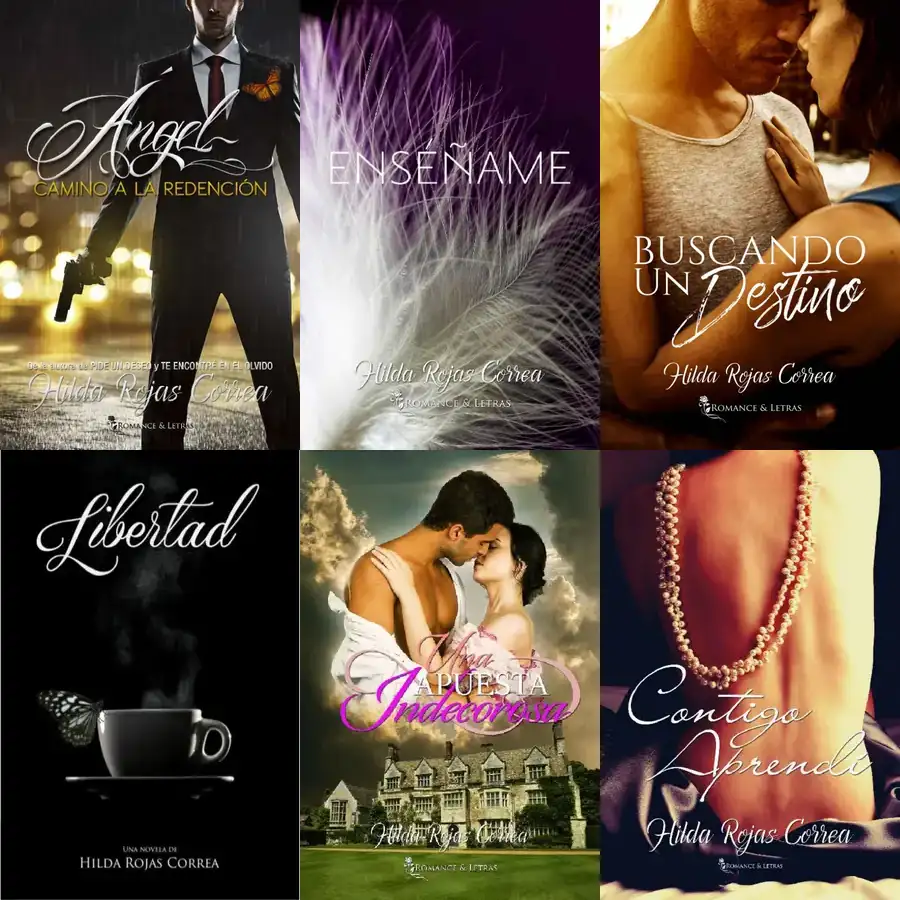 Ángel
CAMINO A LA REDENCIÓN
De la autora de PIDE UN DESEO y TE ENCONTRÉ EN EL OLVIDO
Hilda Rojas Correa
ROMANCE & LETRAS
ENSÉÑAME
Hilda Rojas Correa
ROMANCE & LETRAS
BUSCANDO
UN Destino
Hilda Rojas Correa
ROMANCE & LETRAS
Libertad
UNA NOVELA DE
HILDA ROJAS CORREA
Una
APUESTA
Indecorosa
Hilda Rojas Correa
ROMANCE & LETRAS
Contigo
Aprendí
Hilda Rojas Correa
ROMANCE & LETRAS